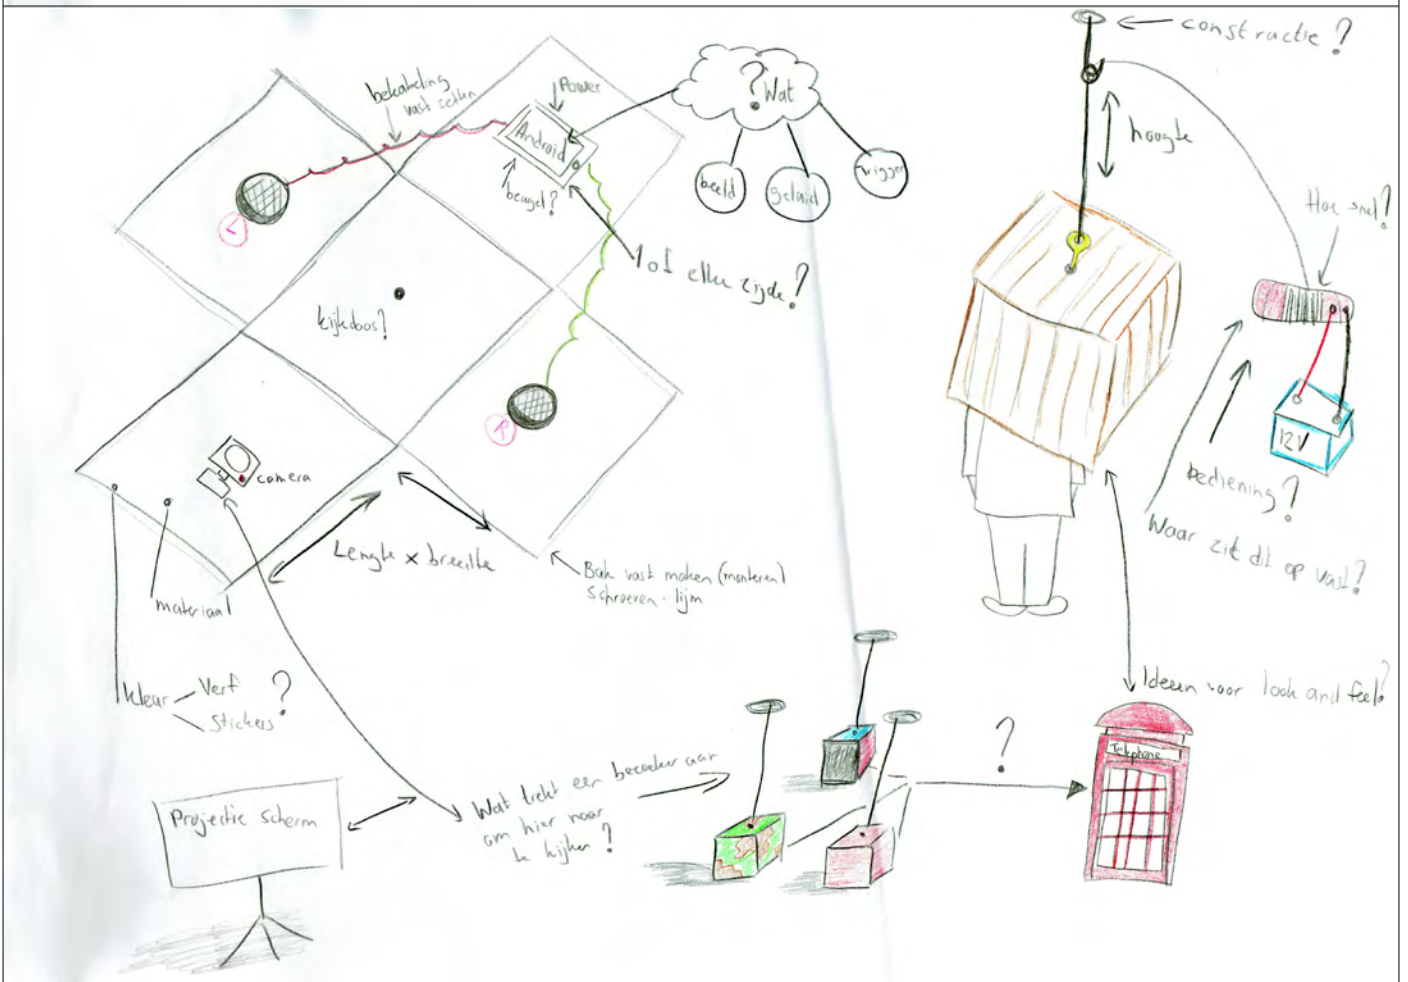 constructie?
bekabeling
vast zetten
Power
? Wat
Android
beugel?
beeld
geluid
Trigger
hoogte
Hoe snel?
L
1 of elke zijde?
kijkdoos?
R
12V
camera
bediening?
Waar zit dit op vast?
Lengte x breedte
Bak vast maken (monteren)
Schroeven - lijm
materiaal
Kleur - Verf
- Stickers ?
Ideeen voor look and feel?
Telephone
?
Wat trekt een bezoeker aan
om hier naar
te kijken ?
Projectie Scherm